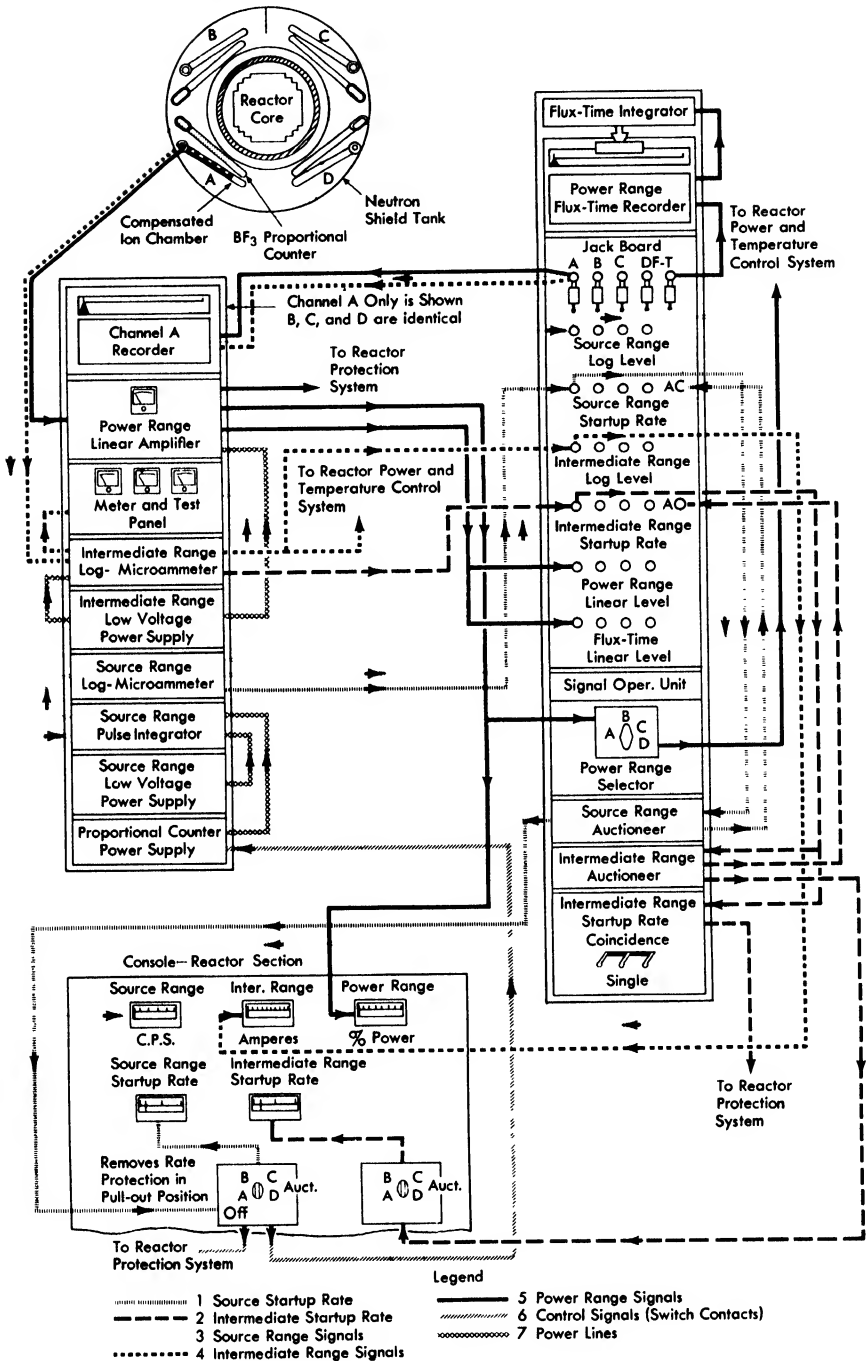 B
C
Reactor
Core
A
D
Compensated
Ion Chamber
BF3 Proportional
Counter
Neutron
Shield Tank
Channel A
Recorder
Channel A Only is Shown
B, C, and D are identical
To Reactor
Protection
System
Power Range
Linear Amplifier
Meter and Test
Panel
To Reactor Power and
Temperature Control
System
Intermediate Range
Log- Microammeter
Intermediate Range
Low Voltage
Power Supply
Source Range
Log-Microammeter
Source Range
Pulse Integrator
Source Range
Low Voltage
Power Supply
Proportional Counter
Power Supply
Flux-Time Integrator
Power Range
Flux-Time Recorder
To Reactor
Power and
Temperature
Control System
Jack Board
A B C DF-T
Source Range
Log Level
AC
Source Range
Startup Rate
Intermediate Range
Log Level
A
Intermediate Range
Startup Rate
Power Range
Linear Level
Flux-Time
Linear Level
Signal Oper. Unit
B
A C
D
Power Range
Selector
Source Range
Auctioneer
Intermediate Range
Auctioneer
Intermediate Range
Startup Rate
Coincidence
Single
To Reactor
Protection
System
Console—Reactor Section
Source Range
C.P.S.
Inter. Range
Amperes
Power Range
% Power
Source Range
Startup Rate
Intermediate Range
Startup Rate
Removes Rate
Protection in
Pull-out Position
B C
A D Auct.
Off
B C
A D Auct.
To Reactor
Protection System
Legend
1 Source Startup Rate
2 Intermediate Startup Rate
3 Source Range Signals
4 Intermediate Range Signals
5 Power Range Signals
6 Control Signals (Switch Contacts)
7 Power Lines